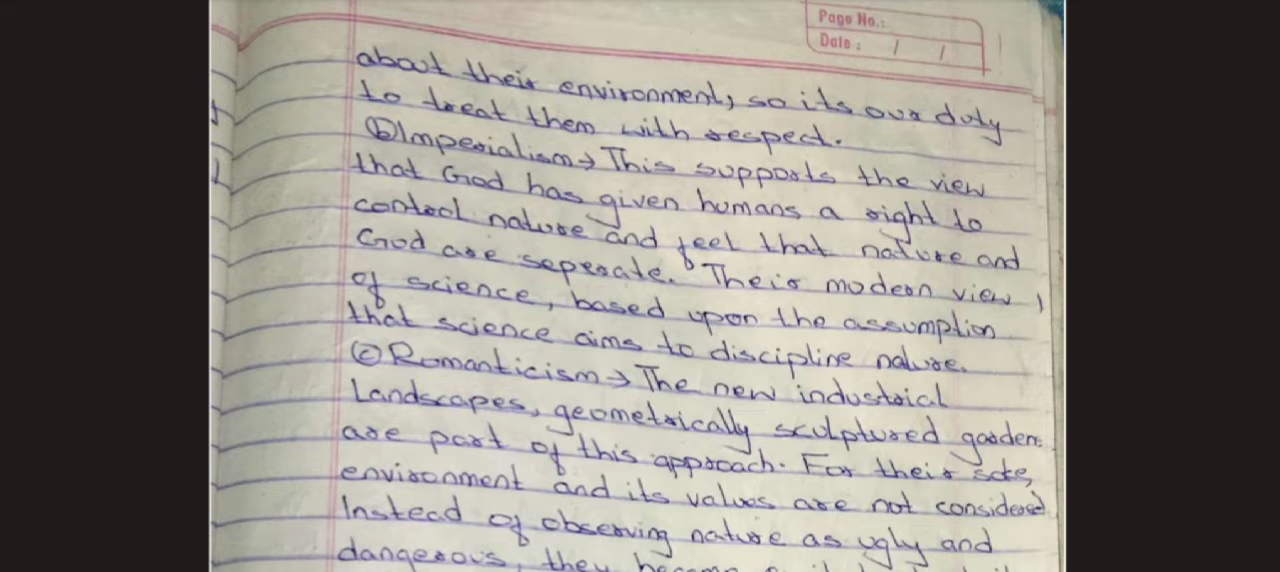 Page No.:
Date : / /
about their environment, so its our duty
to treat them with respect.
ⓑ Imperialism → This supports the view
that God has given humans a right to
control nature and feel that nature and
God are seperate. Their modern view
of science, based upon the assumption
that science aims to discipline nature.
ⓒ Romanticism → The new industrial
Landscapes, geometrically sculptured garden
are part of this approach. For their sake,
environment and its values are not considered
Instead of observing nature as ugly and
dangerous, they become